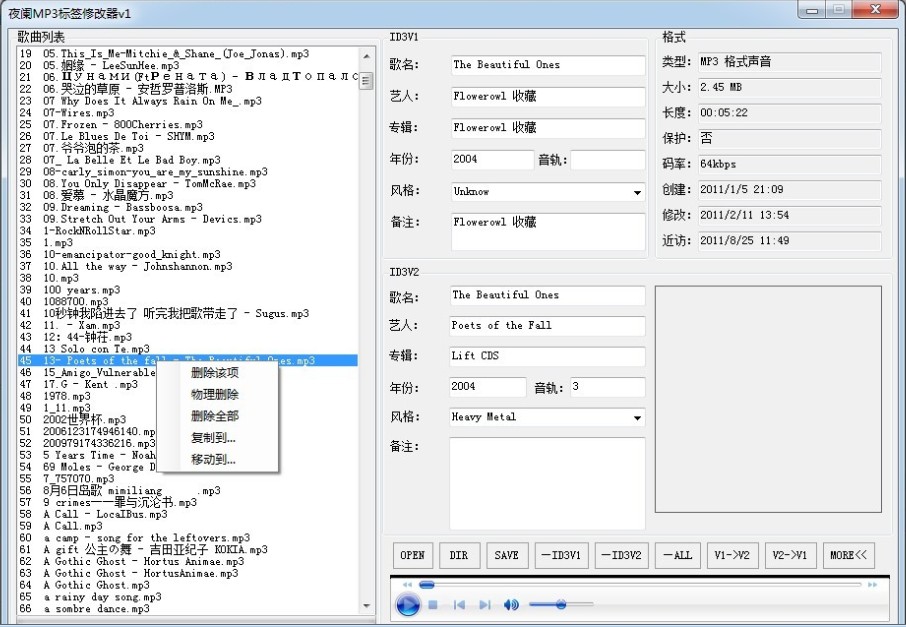 夜阑MP3标签修改器v1
歌曲列表
19 05.This_Is_Me-Mitchie_&_Shane_(Joe_Jonas).mp3
20 05.姻缘 - LeeSunHee.mp3
21 06.Цунами(FtРената) - ВладТопало
22 06.哭泣的草原 - 安哲罗普洛斯.MP3
23 07 Why Does It Always Rain On Me_.mp3
24 07-Wires.mp3
25 07.Frozen - 800Cherries.mp3
26 07.Le Blues De Toi - SHYM.mp3
27 07.爷爷泡的茶.mp3
28 07_ La Belle Et Le Bad Boy.mp3
29 08-carly_simon-you_are_my_sunshine.mp3
30 08.You Only Disappear - TomMcRae.mp3
31 08.爱慕 - 水晶魔方.mp3
32 09.Dreaming - Bassboosa.mp3
33 09.Stretch Out Your Arms - Devics.mp3
34 1-RockNRollStar.mp3
35 1.mp3
36 10-emancipator-good_knight.mp3
37 10.All the way - Johnshannon.mp3
38 10.mp3
39 100 years.mp3
40 1088700.mp3
41 10秒钟我陷进去了 听完我把歌带走了 - Sugus.mp3
42 11. - Xam.mp3
43 12：44-钟荘.mp3
44 13 Solo con Te.mp3
45 13- Poets of the fall - The Beautiful Ones.mp3
46 15_Amigo_Vulnerable
47 17.G - Kent .mp3
48 1978.mp3
49 1_11.mp3
50 2002世界杯.mp3
51 2006123174946140.mp
52 200979174336216.mp3
53 5 Years Time - Noah
54 69 Moles - George D
55 7_757070.mp3
56 8月6日岛歌 mimiliang .mp3
57 9 crimes——罪与沉沦书.mp3
58 A Call - LocalBus.mp3
59 A Call.mp3
60 a camp - song for the leftovers.mp3
61 A gift 公主の舞 - 吉田亚纪子 KOKIA.mp3
62 A Gothic Ghost - Hortus Animae.mp3
63 A Gothic Ghost - HortusAnimae.mp3
64 A Gothic Ghost.mp3
65 a rainy day song.mp3
66 a sombre dance.mp3
删除该项
物理删除
删除全部
复制到...
移动到...
ID3V1
歌名： The Beautiful Ones
艺人： Flowerowl 收藏
专辑： Flowerowl 收藏
年份： 2004 音轨：
风格： Unknow
备注： Flowerowl 收藏
格式
类型： MP3 格式声音
大小： 2.45 MB
长度： 00:05:22
保护： 否
码率： 64kbps
创建： 2011/1/5 21:09
修改： 2011/2/11 13:54
近访： 2011/8/25 11:49
ID3V2
歌名： The Beautiful Ones
艺人： Poets of the Fall
专辑： Lift CDS
年份： 2004 音轨： 3
风格： Heavy Metal
备注：
OPEN DIR SAVE —ID3V1 —ID3V2 —ALL V1->V2 V2->V1 MORE<<